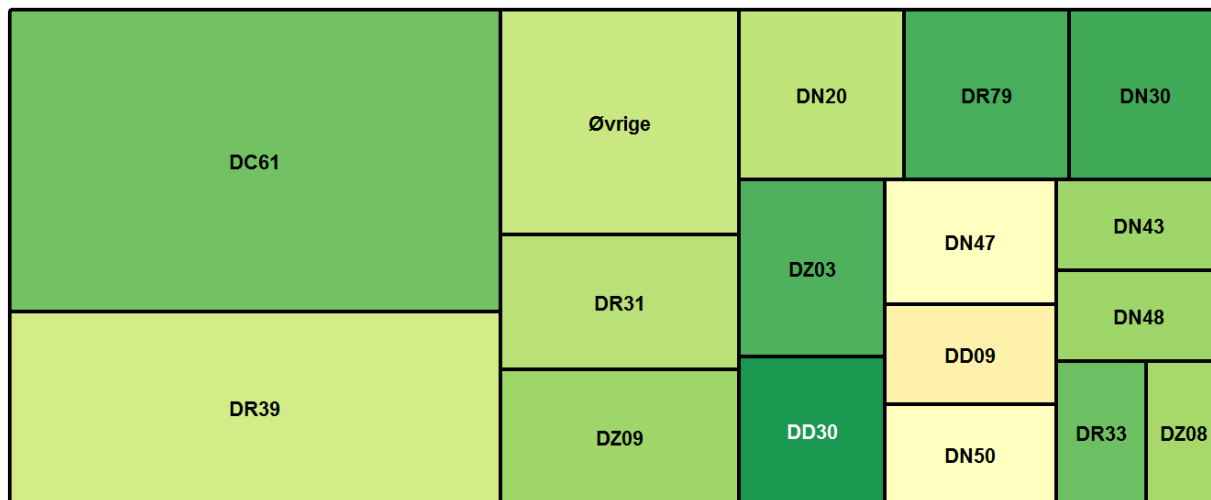 DC61
DR39
Øvrige
DR31
DZ09
DN20
DR79
DN30
DZ03
DD30
DN47
DD09
DN50
DN43
DN48
DR33
DZ08